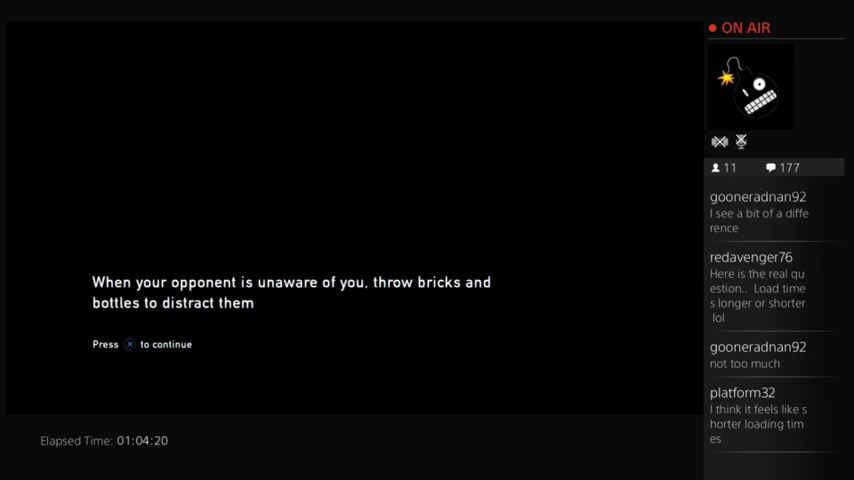 ON AIR
11 177
gooneradnan92
I see a bit of a diffe
rence
redavenger76
Here is the real qu
estion.. Load time
s longer or shorter
lol
gooneradnan92
not too much
platform32
I think it feels like s
horter loading tim
es
When your opponent is unaware of you, throw bricks and
bottles to distract them
Press ⓧ to continue
Elapsed Time: 01:04:20